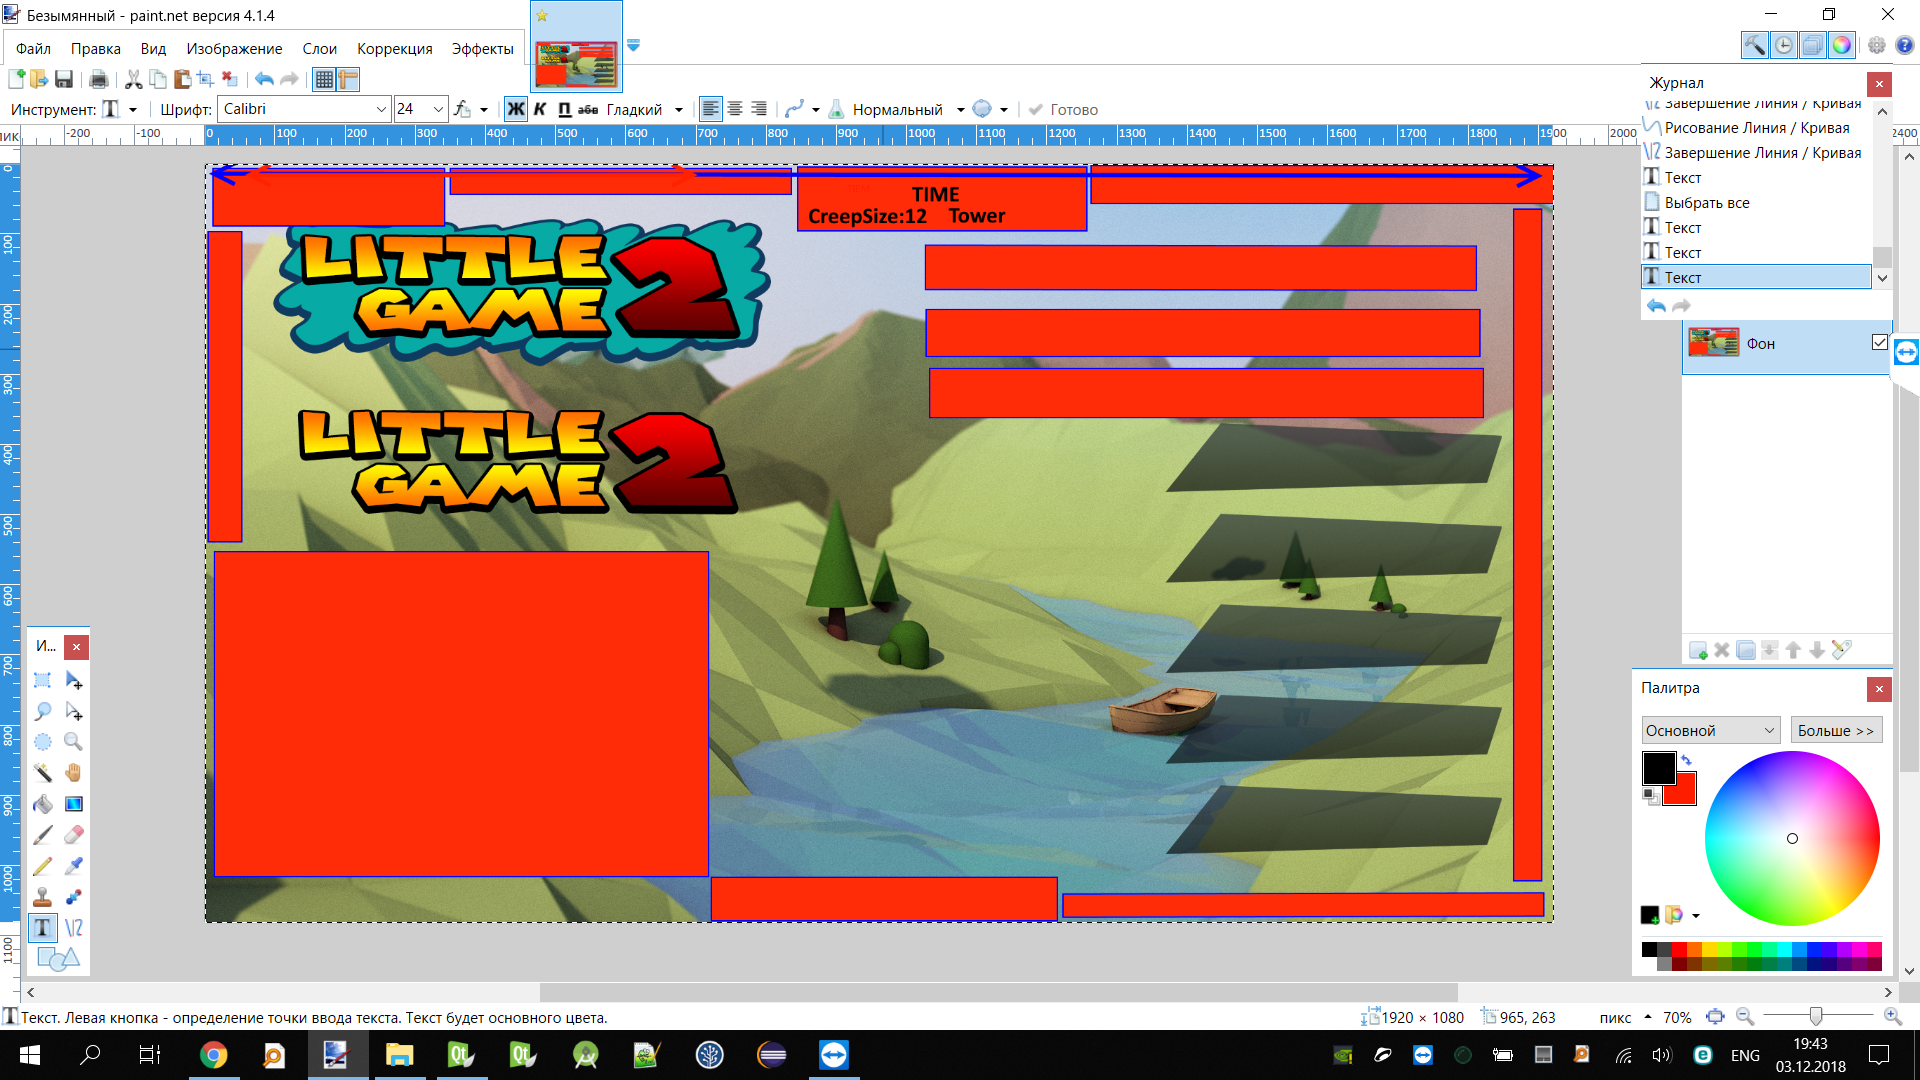 Безымянный - paint.net версия 4.1.4
Файл Правка Вид Изображение Слои Коррекция Эффекты
Инструмент: Шрифт: Calibri 24 Ж К П абв Гладкий Нормальный Готово
-200 -100 0 100 200 300 400 500 600 700 800 900 1000 1100 1200 1300 1400 1500 1600 1700 1800 1900 2000 2400
0 100 200 300 400 500 600 700 800 900 1000 1100
TIME
CreepSize:12 Tower
LITTLE
GAME 2
LITTLE
GAME 2
Журнал
Завершение Линия / Кривая
Рисование Линия / Кривая
Завершение Линия / Кривая
Текст
Выбрать все
Текст
Текст
Текст
Фон
И...
Палитра
Основной Больше >>
Текст. Левая кнопка - определение точки ввода текста. Текст будет основного цвета.
1920 × 1080 965, 263 пикс 70%
ENG 19:43
03.12.2018